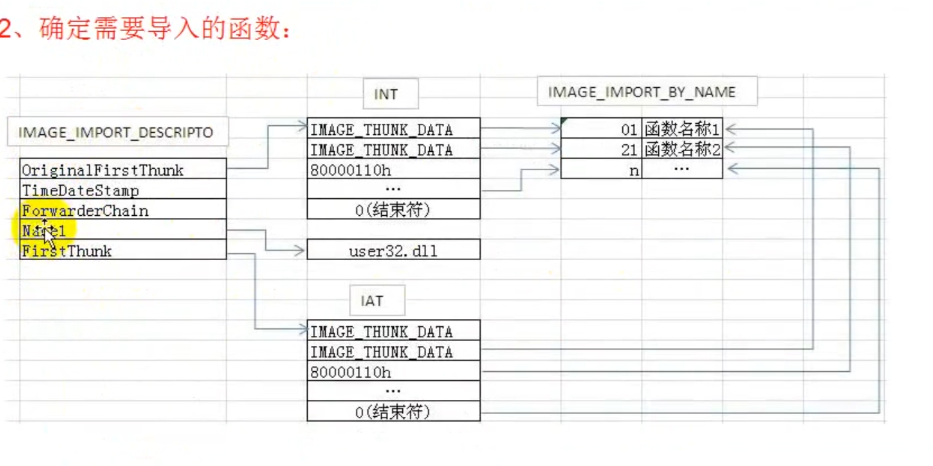 2、确定需要导入的函数：
INT
IMAGE_IMPORT_BY_NAME
IMAGE_IMPORT_DESCRIPTO
IMAGE_THUNK_DATA
01 函数名称1
IMAGE_THUNK_DATA
21 函数名称2
OriginalFirstThunk
80000110h
n …
TimeDateStamp
…
ForwarderChain
0(结束符)
Name1
FirstThunk
user32.dll
IAT
IMAGE_THUNK_DATA
IMAGE_THUNK_DATA
80000110h
…
0(结束符)